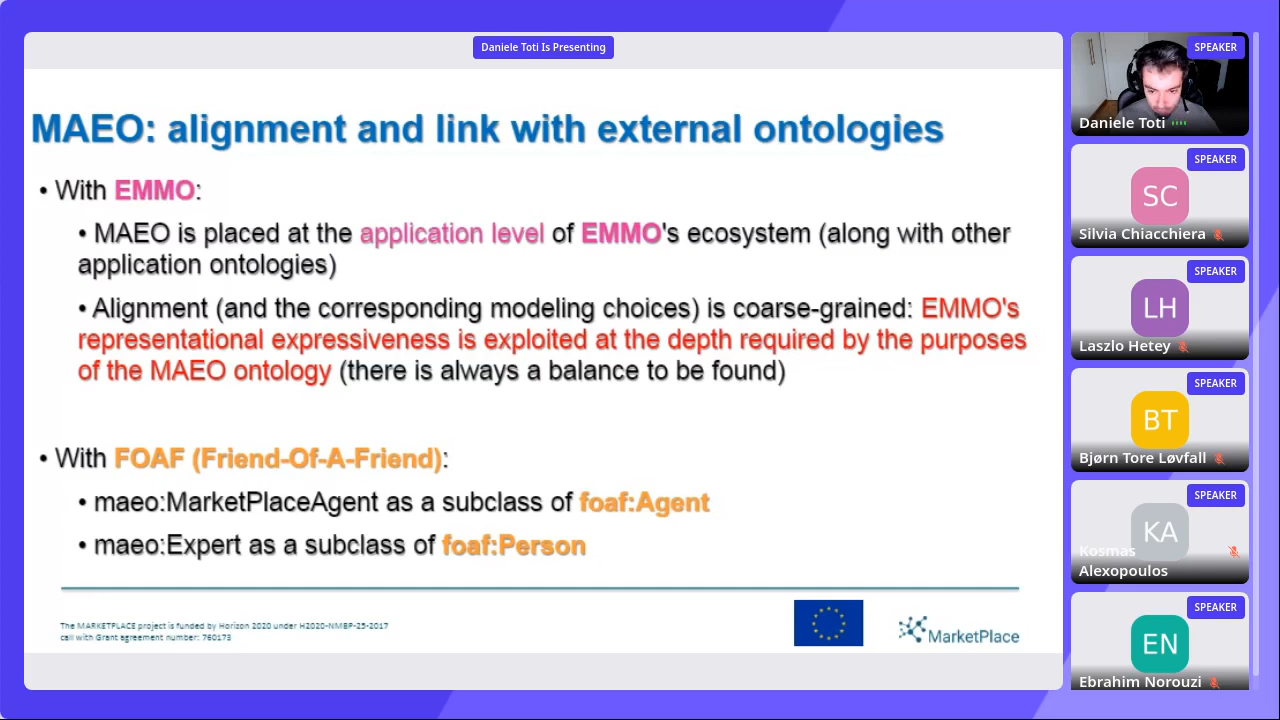 Daniele Toti Is Presenting
MAEO: alignment and link with external ontologies
• With EMMO:
• MAEO is placed at the application level of EMMO's ecosystem (along with other
application ontologies)
• Alignment (and the corresponding modeling choices) is coarse-grained: EMMO's
representational expressiveness is exploited at the depth required by the purposes
of the MAEO ontology (there is always a balance to be found)
• With FOAF (Friend-Of-A-Friend):
• maeo:MarketPlaceAgent as a subclass of foaf:Agent
• maeo:Expert as a subclass of foaf:Person
The MARKETPLACE project is funded by Horizon 2020 under H2020-NMBP-25-2017
call with Grant agreement number: 760173
MarketPlace
SPEAKER
Daniele Toti
SPEAKER
SC
Silvia Chiacchiera
SPEAKER
LH
Laszlo Hetey
SPEAKER
BT
Bjørn Tore Løvfall
SPEAKER
KA
Kosmas
Alexopoulos
SPEAKER
EN
Ebrahim Norouzi